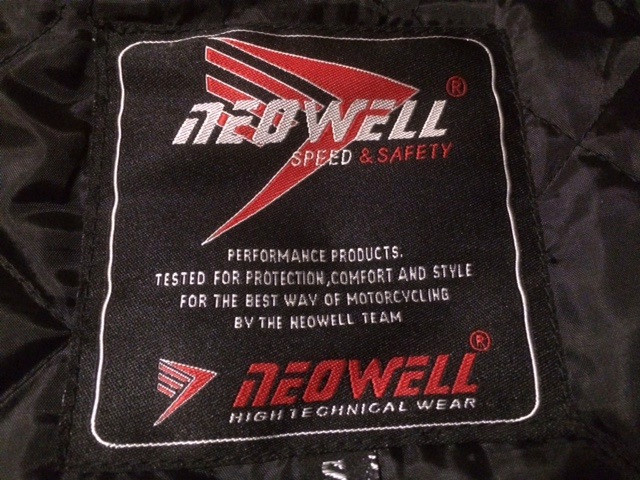 NEOWELL ®
SPEED & SAFETY
PERFORMANCE PRODUCTS.
TESTED FOR PROTECTION,COMFORT AND STYLE
FOR THE BEST WAY OF MOTORCYCLING
BY THE NEOWELL TEAM
NEOWELL ®
HIGH TECHNICAL WEAR